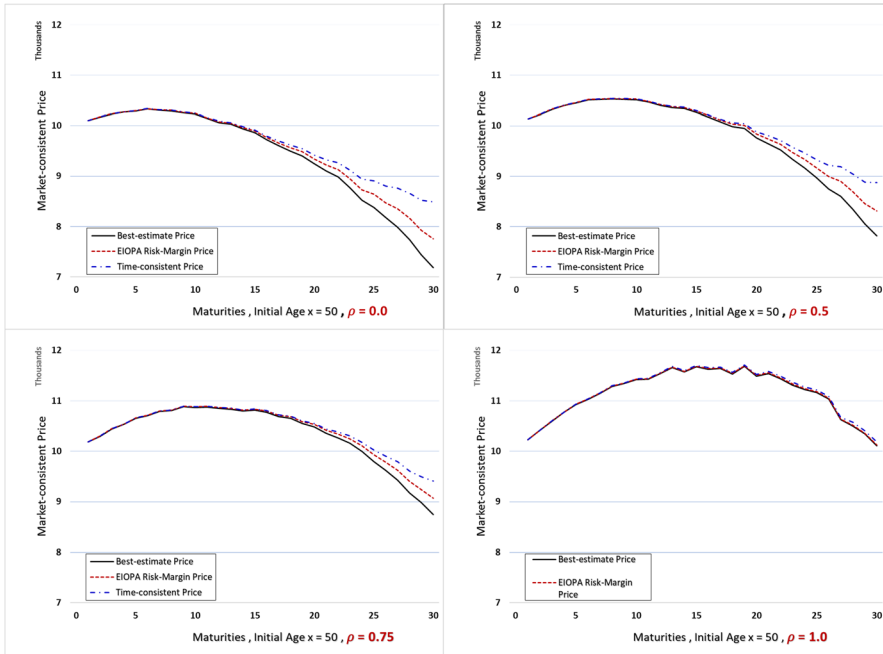 Thousands
Market-consistent Price
12
11
10
9
8
7
Best-estimate Price
EIOPA Risk-Margin Price
Time-consistent Price
0 5 10 15 20 25 30
Maturities , Initial Age x = 50 , ρ = 0.0
Thousands
Market-consistent Price
12
11
10
9
8
7
Best-estimate Price
EIOPA Risk-Margin Price
Time-consistent Price
0 5 10 15 20 25 30
Maturities , Initial Age x = 50 , ρ = 0.5
Thousands
Market-consistent Price
12
11
10
9
8
7
Best-estimate Price
EIOPA Risk-Margin Price
Time-consistent Price
0 5 10 15 20 25 30
Maturities , Initial Age x = 50 , ρ = 0.75
Thousands
Market-consistent Price
12
11
10
9
8
7
Best-estimate Price
EIOPA Risk-Margin
Price
0 5 10 15 20 25 30
Maturities , Initial Age x = 50 , ρ = 1.0